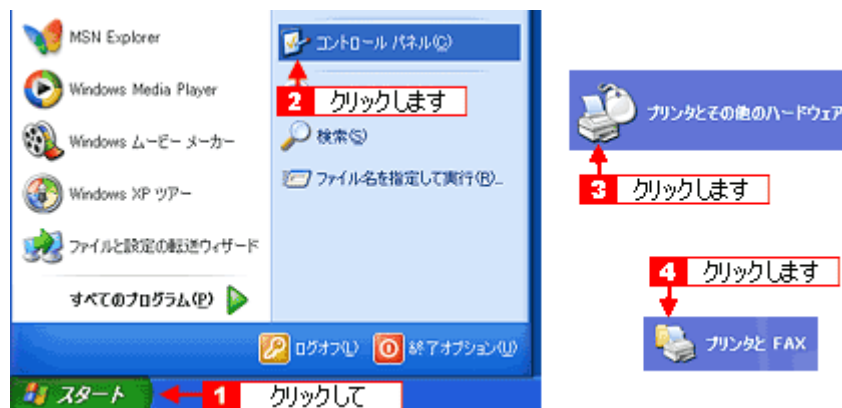 MSN Explorer
Windows Media Player
Windows ムービー メーカー
Windows XP ツアー
ファイルと設定の転送ウィザード
すべてのプログラム(P)
コントロール パネル(C)
2 クリックします
検索(S)
ファイル名を指定して実行(R)...
ログオフ(L)
終了オプション(U)
スタート
1 クリックして
プリンタとその他のハードウェア
3 クリックします
4 クリックします
プリンタと FAX